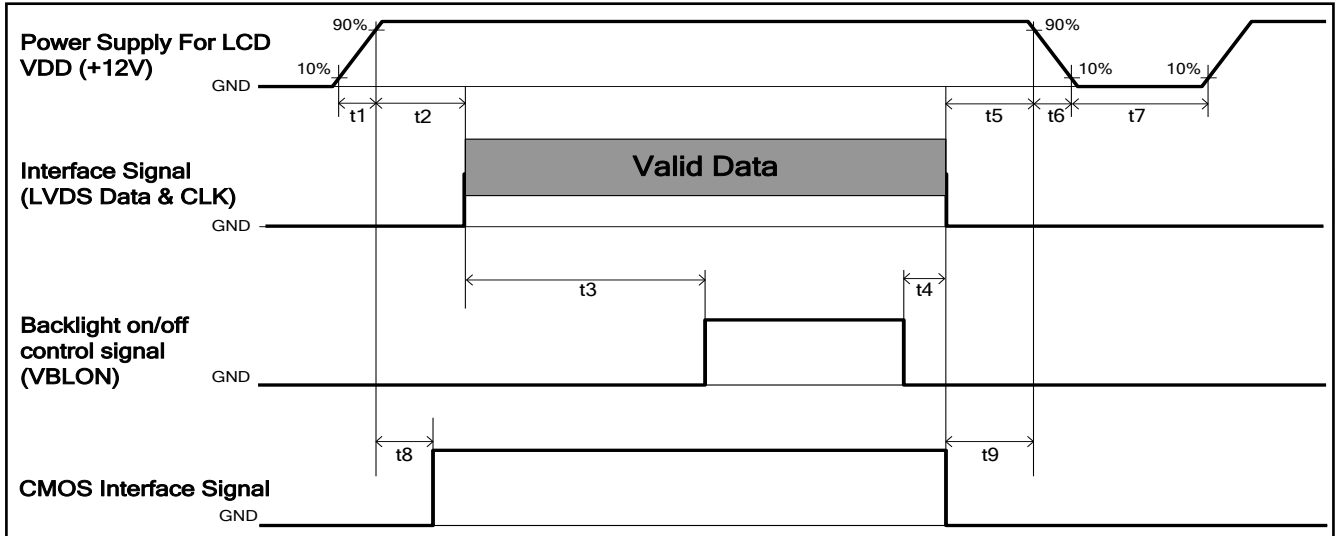 Power Supply For LCD
VDD (+12V)
90%
10%
GND
90%
10%
10%
t1
t2
t5
t6
t7
Interface Signal
(LVDS Data & CLK)
GND
Valid Data
t3
t4
Backlight on/off
control signal
(VBLON)
GND
t8
t9
CMOS Interface Signal
GND